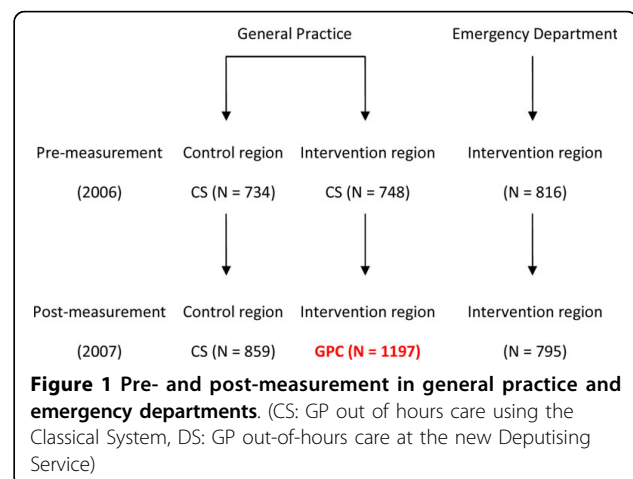 General Practice Emergency Department
Pre-measurement Control region Intervention region Intervention region
(2006) CS (N = 734) CS (N = 748) (N = 816)
Post-measurement Control region Intervention region Intervention region
(2007) CS (N = 859) GPC (N = 1197) (N = 795)
Figure 1 Pre- and post-measurement in general practice and
emergency departments. (CS: GP out of hours care using the
Classical System, DS: GP out-of-hours care at the new Deputising
Service)